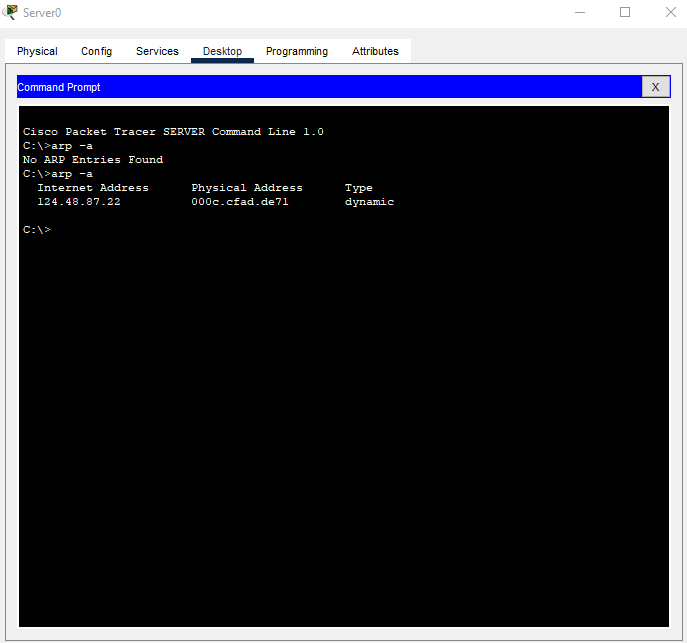 Server0
Physical Config Services Desktop Programming Attributes
Command Prompt X
Cisco Packet Tracer SERVER Command Line 1.0
C:\>arp -a
No ARP Entries Found
C:\>arp -a
Internet Address Physical Address Type
124.48.87.22 000c.cfad.de71 dynamic
C:\>